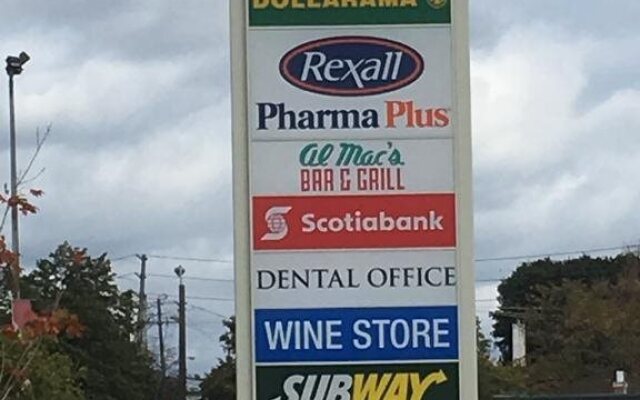 DOLLARAMA
Rexall
Pharma Plus
Al Mac's
BAR & GRILL
Scotiabank
DENTAL OFFICE
WINE STORE
SUBWAY